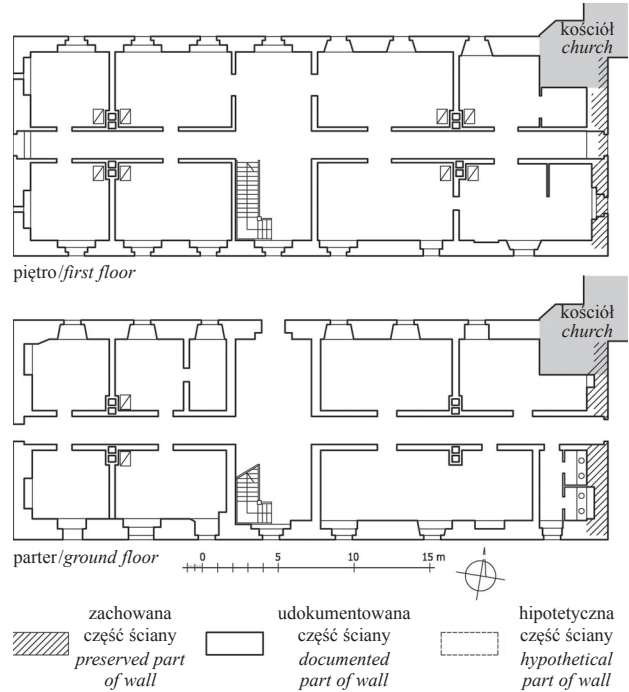 kościół
church
piętro/first floor
kościół
church
parter/ground floor
0 5 10 15 m
zachowana
część ściany
preserved part
of wall
udokumentowana
część ściany
documented
part of wall
hipotetyczna
część ściany
hypothetical
part of wall